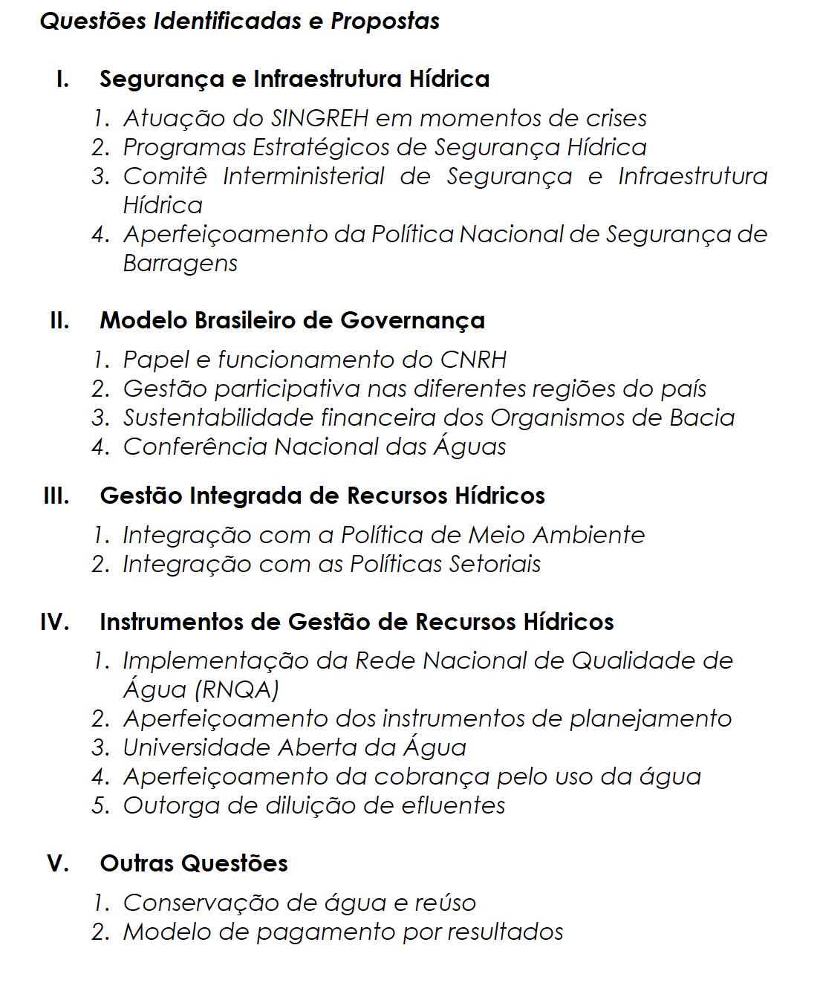 Questões Identificadas e Propostas
I. Segurança e Infraestrutura Hídrica
1. Atuação do SINGREH em momentos de crises
2. Programas Estratégicos de Segurança Hídrica
3. Comitê Interministerial de Segurança e Infraestrutura
Hídrica
4. Aperfeiçoamento da Política Nacional de Segurança de
Barragens
II. Modelo Brasileiro de Governança
1. Papel e funcionamento do CNRH
2. Gestão participativa nas diferentes regiões do país
3. Sustentabilidade financeira dos Organismos de Bacia
4. Conferência Nacional das Águas
III. Gestão Integrada de Recursos Hídricos
1. Integração com a Política de Meio Ambiente
2. Integração com as Políticas Setoriais
IV. Instrumentos de Gestão de Recursos Hídricos
1. Implementação da Rede Nacional de Qualidade de
Água (RNQA)
2. Aperfeiçoamento dos instrumentos de planejamento
3. Universidade Aberta da Água
4. Aperfeiçoamento da cobrança pelo uso da água
5. Outorga de diluição de efluentes
V. Outras Questões
1. Conservação de água e reúso
2. Modelo de pagamento por resultados